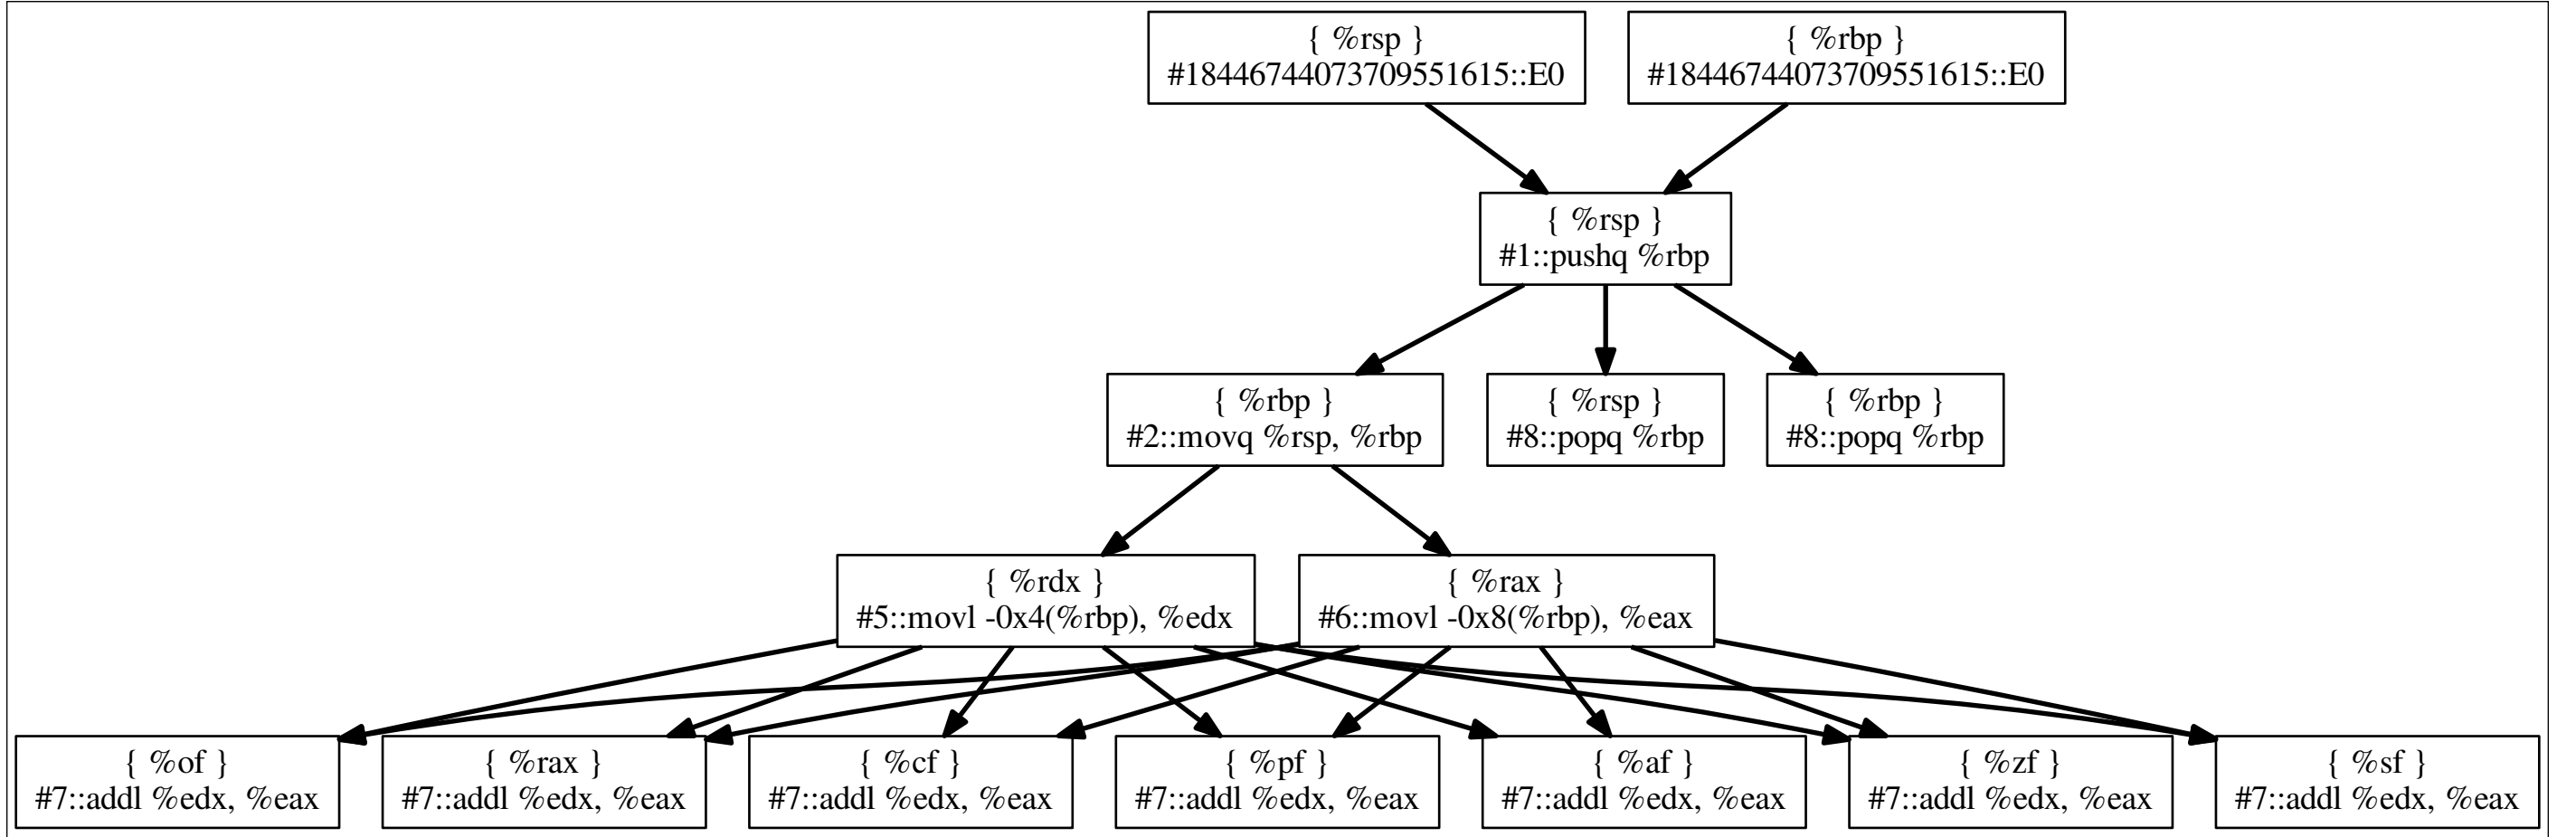 { %rsp }
#18446744073709551615::E0
{ %rbp }
#18446744073709551615::E0
{ %rsp }
#1::pushq %rbp
{ %rbp }
#2::movq %rsp, %rbp
{ %rsp }
#8::popq %rbp
{ %rbp }
#8::popq %rbp
{ %rdx }
#5::movl -0x4(%rbp), %edx
{ %rax }
#6::movl -0x8(%rbp), %eax
{ %of }
#7::addl %edx, %eax
{ %rax }
#7::addl %edx, %eax
{ %cf }
#7::addl %edx, %eax
{ %pf }
#7::addl %edx, %eax
{ %af }
#7::addl %edx, %eax
{ %zf }
#7::addl %edx, %eax
{ %sf }
#7::addl %edx, %eax